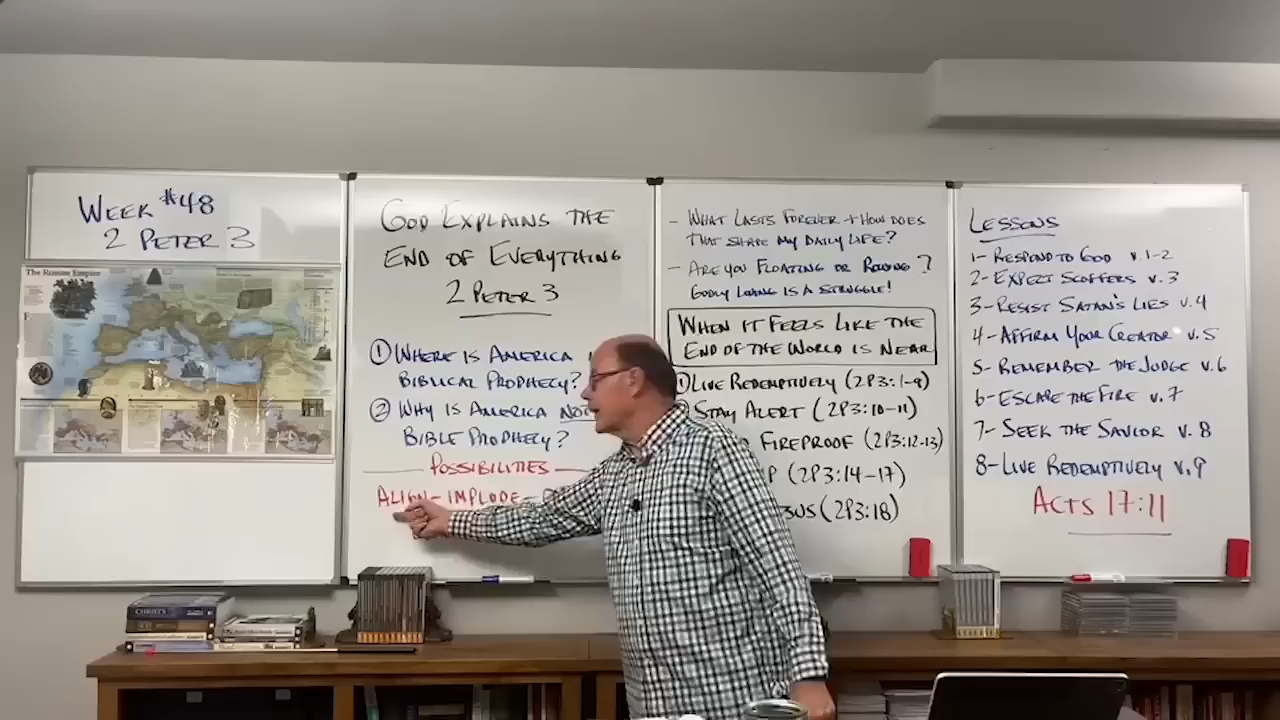 WEEK #48
2 PETER 3
The Roman Empire
GOD EXPLAINS THE
END OF EVERYTHING
2 PETER 3
① WHERE IS AMERICA
BIBLICAL PROPHECY?
② WHY IS AMERICA NOT
BIBLE PROPHECY?
POSSIBILITIES
ALIGN - IMPLODE -
- WHAT LASTS FOREVER + HOW DOES
THAT SHAPE MY DAILY LIFE?
- ARE YOU FLOATING OR ROWING?
GODLY LIVING IS A STRUGGLE!
WHEN IT FEELS LIKE THE
END OF THE WORLD IS NEAR
① LIVE REDEMPTIVELY (2P3:1-9)
STAY ALERT (2P3:10-11)
FIREPROOF (2P3:12-13)
P (2P3:14-17)
SUS (2P3:18)
LESSONS
1- RESPOND TO GOD V.1-2
2- EXPECT SCOFFERS V.3
3- RESIST SATAN'S LIES V.4
4- AFFIRM YOUR CREATOR V.5
5- REMEMBER THE JUDGE V.6
6- ESCAPE THE FIRE V.7
7- SEEK THE SAVIOR V.8
8- LIVE REDEMPTIVELY V.9
ACTS 17:11